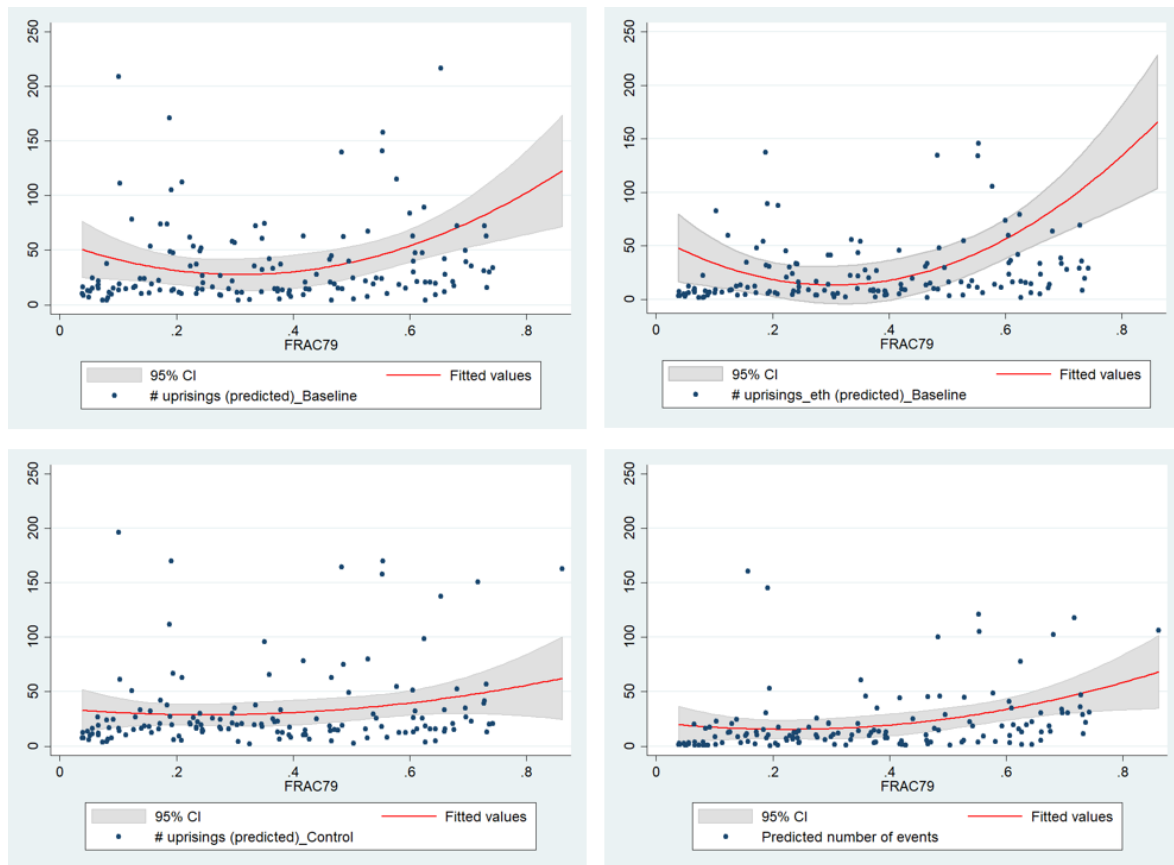 250
200
150
100
50
0
0 .2 .4 .6 .8
FRAC79
95% CI Fitted values
# uprisings (predicted)_Baseline
250
200
150
100
50
0
0 .2 .4 .6 .8
FRAC79
95% CI Fitted values
# uprisings_eth (predicted)_Baseline
250
200
150
100
50
0
0 .2 .4 .6 .8
FRAC79
95% CI Fitted values
# uprisings (predicted)_Control
250
200
150
100
50
0
0 .2 .4 .6 .8
FRAC79
95% CI Fitted values
Predicted number of events